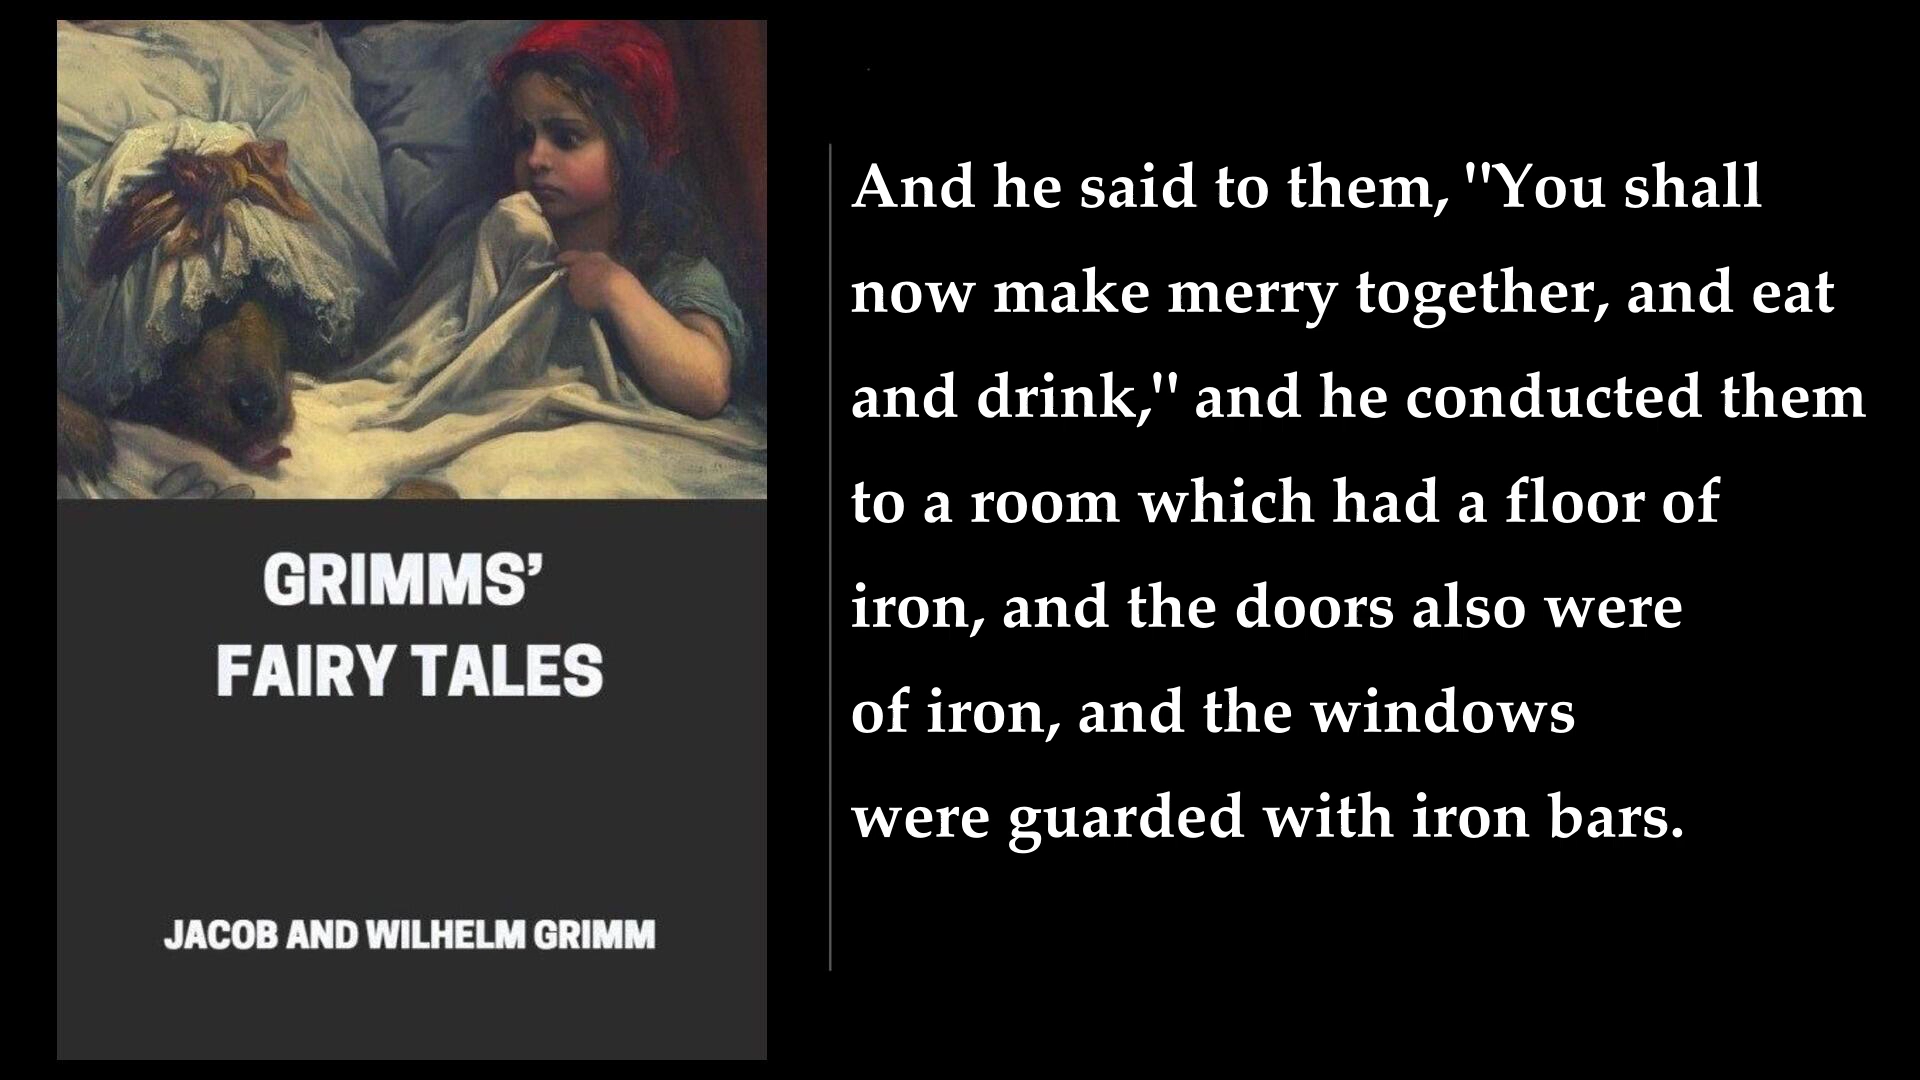 GRIMMS’
FAIRY TALES
JACOB AND WILHELM GRIMM
And he said to them, "You shall
now make merry together, and eat
and drink," and he conducted them
to a room which had a floor of
iron, and the doors also were
of iron, and the windows
were guarded with iron bars.